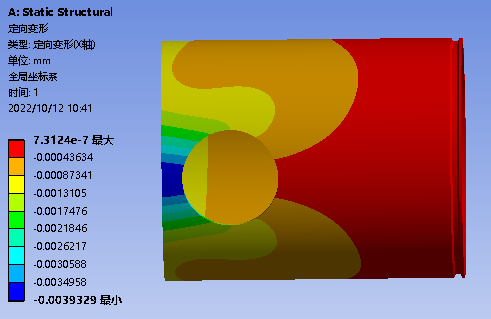 A: Static Structural
定向变形
类型: 定向变形(X轴)
单位: mm
全局坐标系
时间: 1
2022/10/12 10:41
7.3124e-7 最大
-0.00043634
-0.00087341
-0.0013105
-0.0017476
-0.0021846
-0.0026217
-0.0030588
-0.0034958
-0.0039329 最小